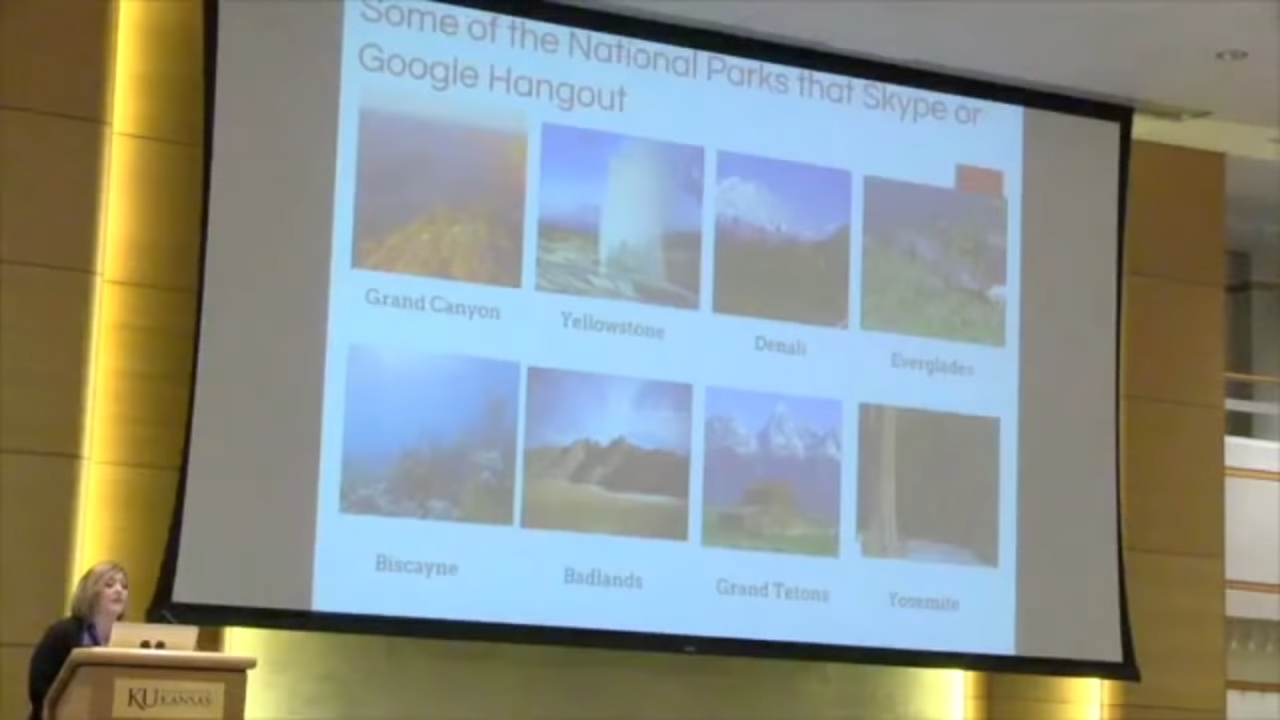 Some of the National Parks that Skype or
Google Hangout
Grand Canyon
Yellowstone
Denali
Everglades
Biscayne
Badlands
Grand Tetons
Yosemite
KU KANSAS